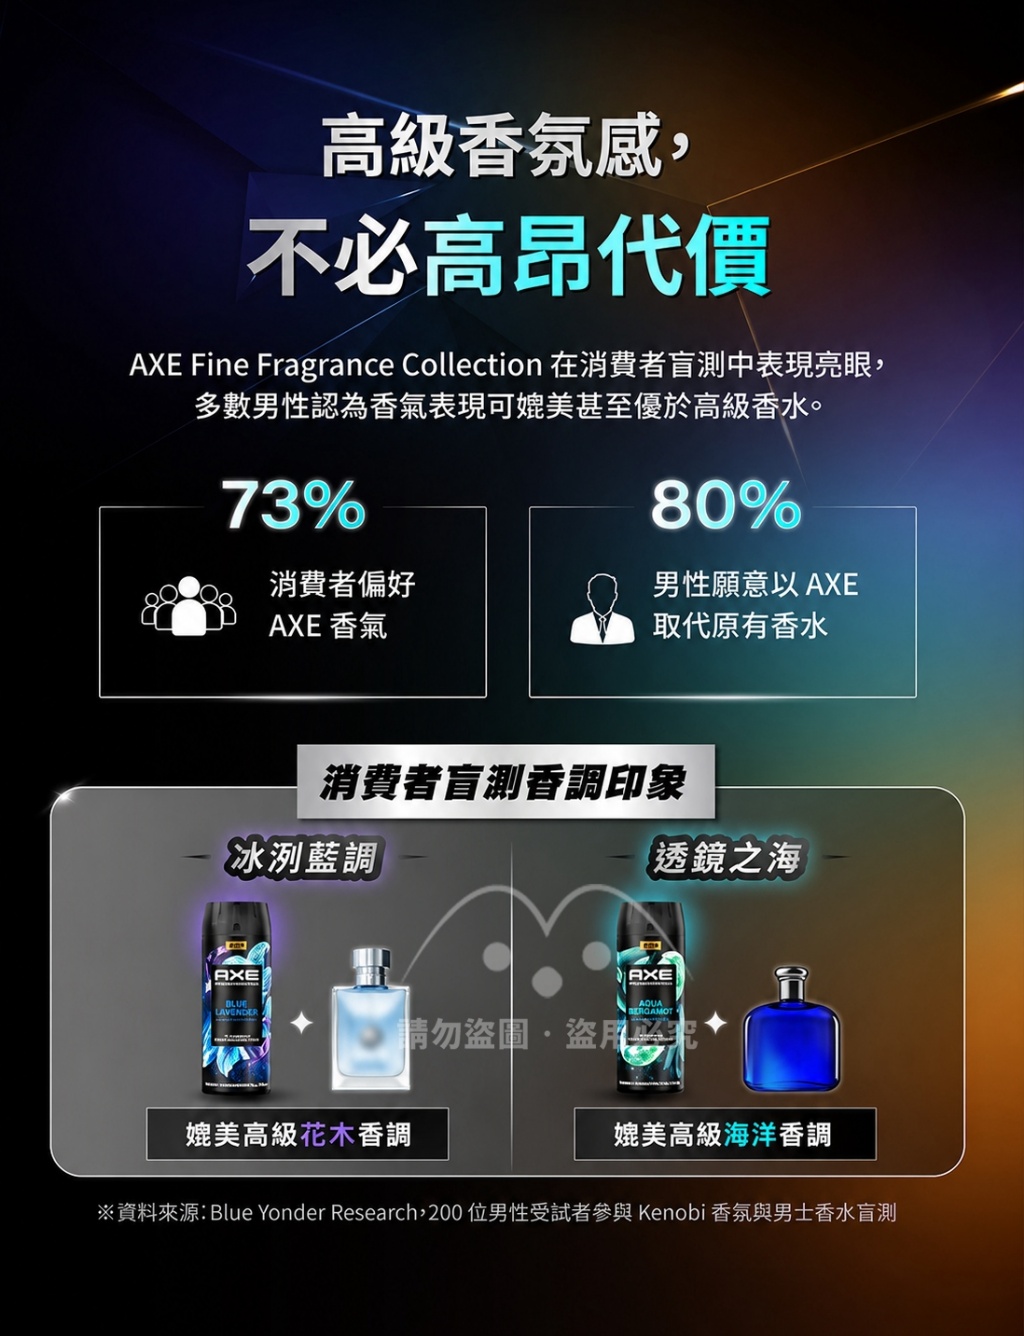 高級香氛感，
不必高昂代價
AXE Fine Fragrance Collection 在消費者盲測中表現亮眼，
多數男性認為香氣表現可媲美甚至優於高級香水。
73%
消費者偏好
AXE 香氣
80%
男性願意以 AXE
取代原有香水
消費者盲測香調印象
冰冽藍調
透鏡之海
AXE
BLUE
LAVENDER
AXE
AQUA
BERGAMOT
請勿盜圖・盜用必究
媲美高級花木香調
媲美高級海洋香調
※資料來源：Blue Yonder Research，200 位男性受試者參與 Kenobi 香氛與男士香水盲測